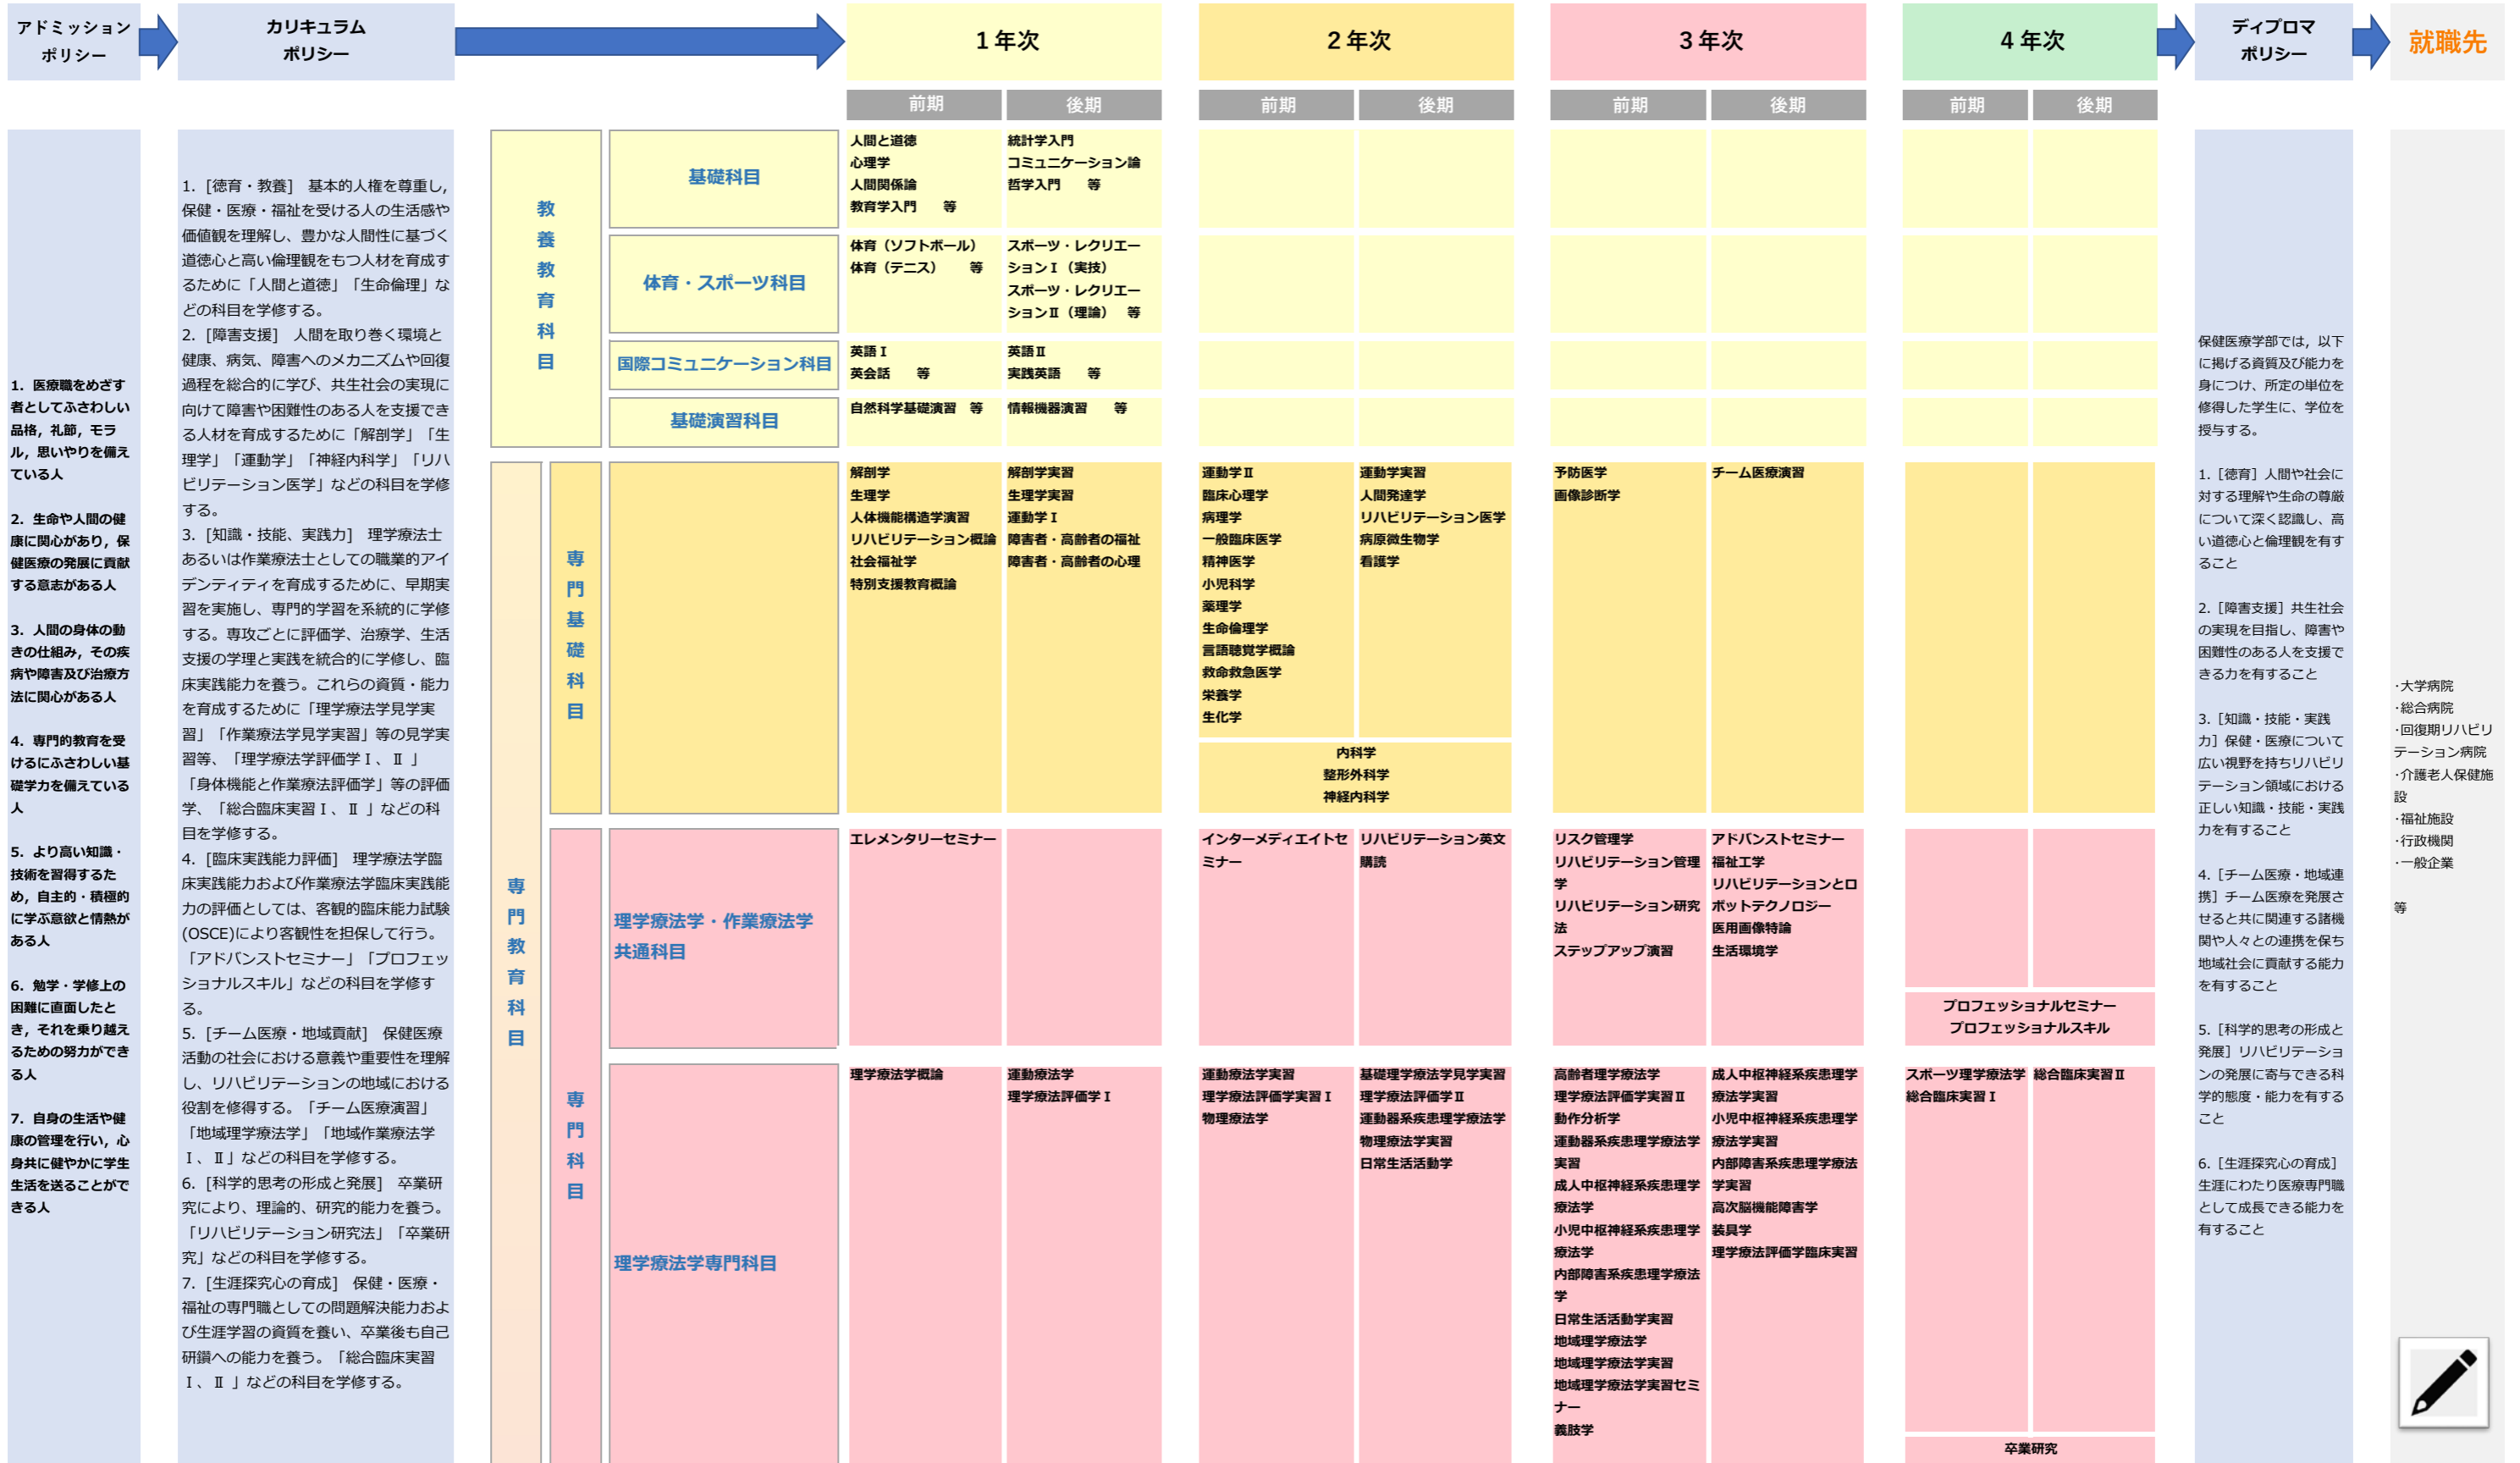 アドミッション
ポリシー
カリキュラム
ポリシー
1年次
2年次
3年次
4年次
ディプロマ
ポリシー
就職先
前期
後期
前期
後期
前期
後期
前期
後期
1. 医療職をめざす
者としてふさわしい
品格，礼節，モラ
ル，思いやりを備え
ている人
2. 生命や人間の健
康に関心があり，保
健医療の発展に貢献
する意志がある人
3. 人間の身体の動
きの仕組み，その疾
病や障害及び治療方
法に関心がある人
4. 専門的教育を受
けるにふさわしい基
礎学力を備えている
人
5. より高い知識・
技術を習得するた
め，自主的・積極的
に学ぶ意欲と情熱が
ある人
6. 勉学・学修上の
困難に直面したと
き，それを乗り越え
るための努力ができ
る人
7. 自身の生活や健
康の管理を行い，心
身共に健やかに学生
生活を送ることがで
きる人
1. [徳育・教養]　基本的人権を尊重し，
保健・医療・福祉を受ける人の生活感や
価値観を理解し、豊かな人間性に基づく
道徳心と高い倫理観をもつ人材を育成す
るために「人間と道徳」「生命倫理」な
どの科目を学修する。
2. [障害支援]　人間を取り巻く環境と
健康、病気、障害へのメカニズムや回復
過程を総合的に学び、共生社会の実現に
向けて障害や困難性のある人を支援でき
る人材を育成するために「解剖学」「生
理学」「運動学」「神経内科学」「リハ
ビリテーション医学」などの科目を学修
する。
3. [知識・技能、実践力]　理学療法士
あるいは作業療法士としての職業的アイ
デンティティを育成するために、早期実
習を実施し、専門的学習を系統的に学修
する。専攻ごとに評価学、治療学、生活
支援の学理と実践を統合的に学修し、臨
床実践能力を養う。これらの資質・能力
を育成するために「理学療法学見学実
習」「作業療法学見学実習」等の見学実
習等、「理学療法学評価学Ⅰ、Ⅱ 」
「身体機能と作業療法評価学」等の評価
学、「総合臨床実習Ⅰ、Ⅱ 」などの科
目を学修する。
4. [臨床実践能力評価]　理学療法学臨
床実践能力および作業療法学臨床実践能
力の評価としては、客観的臨床能力試験
(OSCE)により客観性を担保して行う。
「アドバンストセミナー」「プロフェッ
ショナルスキル」などの科目を学修す
る。
5. [チーム医療・地域貢献]　保健医療
活動の社会における意義や重要性を理解
し、リハビリテーションの地域における
役割を修得する。「チーム医療演習」
「地域理学療法学」「地域作業療法学
Ⅰ、Ⅱ」などの科目を学修する。
6. [科学的思考の形成と発展]　卒業研
究により、理論的、研究的能力を養う。
「リハビリテーション研究法」「卒業研
究」などの科目を学修する。
7. [生涯探究心の育成]　保健・医療・
福祉の専門職としての問題解決能力およ
び生涯学習の資質を養い、卒業後も自己
研鑽への能力を養う。「総合臨床実習
Ⅰ、Ⅱ 」などの科目を学修する。
教養教育科目
基礎科目
人間と道徳
心理学
人間関係論
教育学入門　　等
統計学入門
コミュニケーション論
哲学入門　　等
体育・スポーツ科目
体育（ソフトボール）
体育（テニス）　　等
スポーツ・レクリエー
ションⅠ（実技）
スポーツ・レクリエー
ションⅡ（理論）　等
国際コミュニケーション科目
英語Ⅰ
英会話　　等
英語Ⅱ
実践英語　　等
基礎演習科目
自然科学基礎演習　等
情報機器演習　　等
専門教育科目
専門基礎科目
解剖学
生理学
人体機能構造学演習
リハビリテーション概論
社会福祉学
特別支援教育概論
解剖学実習
生理学実習
運動学Ⅰ
障害者・高齢者の福祉
障害者・高齢者の心理
運動学Ⅱ
臨床心理学
病理学
一般臨床医学
精神医学
小児科学
薬理学
生命倫理学
言語聴覚学概論
救命救急医学
栄養学
生化学
運動学実習
人間発達学
リハビリテーション医学
病原微生物学
看護学
内科学
整形外科学
神経内科学
予防医学
画像診断学
チーム医療演習
専門科目
理学療法学・作業療法学
共通科目
エレメンタリーセミナー
インターメディエイトセ
ミナー
リハビリテーション英文
購読
リスク管理学
リハビリテーション管理
学
リハビリテーション研究
法
ステップアップ演習
アドバンストセミナー
福祉工学
リハビリテーションとロ
ボットテクノロジー
医用画像特論
生活環境学
プロフェッショナルセミナー
プロフェッショナルスキル
理学療法学専門科目
理学療法学概論
運動療法学
理学療法評価学Ⅰ
運動療法学実習
理学療法評価学実習Ⅰ
物理療法学
基礎理学療法学見学実習
理学療法評価学Ⅱ
運動器系疾患理学療法学
物理療法学実習
日常生活活動学
高齢者理学療法学
理学療法評価学実習Ⅱ
動作分析学
運動器系疾患理学療法学
実習
成人中枢神経系疾患理学
療法学
小児中枢神経系疾患理学
療法学
内部障害系疾患理学療法
学
日常生活活動学実習
地域理学療法学
地域理学療法学実習
地域理学療法学実習セミ
ナー
義肢学
成人中枢神経系疾患理学
療法学実習
小児中枢神経系疾患理学
療法学実習
内部障害系疾患理学療法
学実習
高次脳機能障害学
装具学
理学療法評価学臨床実習
スポーツ理学療法学
総合臨床実習Ⅰ
総合臨床実習Ⅱ
卒業研究
保健医療学部では，以下
に掲げる資質及び能力を
身につけ、所定の単位を
修得した学生に、学位を
授与する。
1.［徳育］人間や社会に
対する理解や生命の尊厳
について深く認識し、高
い道徳心と倫理観を有す
ること
2.［障害支援］共生社会
の実現を目指し、障害や
困難性のある人を支援で
きる力を有すること
3.［知識・技能・実践
力］保健・医療について
広い視野を持ちリハビリ
テーション領域における
正しい知識・技能・実践
力を有すること
4.［チーム医療・地域連
携］チーム医療を発展さ
せると共に関連する諸機
関や人々との連携を保ち
地域社会に貢献する能力
を有すること
5.［科学的思考の形成と
発展］リハビリテーショ
ンの発展に寄与できる科
学的態度・能力を有する
こと
6.［生涯探究心の育成］
生涯にわたり医療専門職
として成長できる能力を
有すること
･大学病院
･総合病院
･回復期リハビリ
テーション病院
･介護老人保健施
設
･福祉施設
･行政機関
･一般企業
等